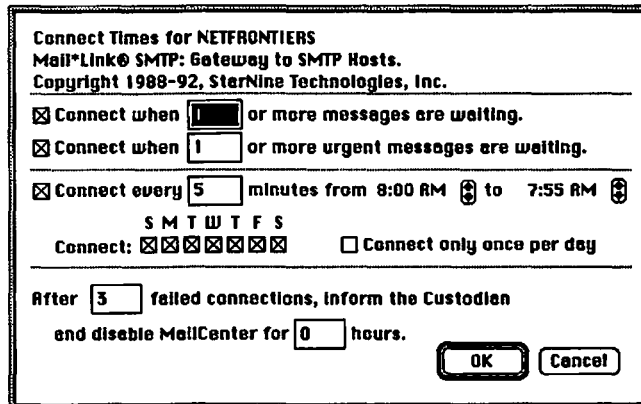 Connect Times for NETFRONTIERS
Mail*Link® SMTP: Gateway to SMTP Hosts.
Copyright 1988-92, StarNine Technologies, Inc.
Connect when 1 or more messages are waiting.
Connect when 1 or more urgent messages are waiting.
Connect every 5 minutes from 8:00 AM to 7:55 AM
S M T W T F S
Connect: Connect only once per day
After 3 failed connections, inform the Custodian
and disable MailCenter for 0 hours.
OK Cancel